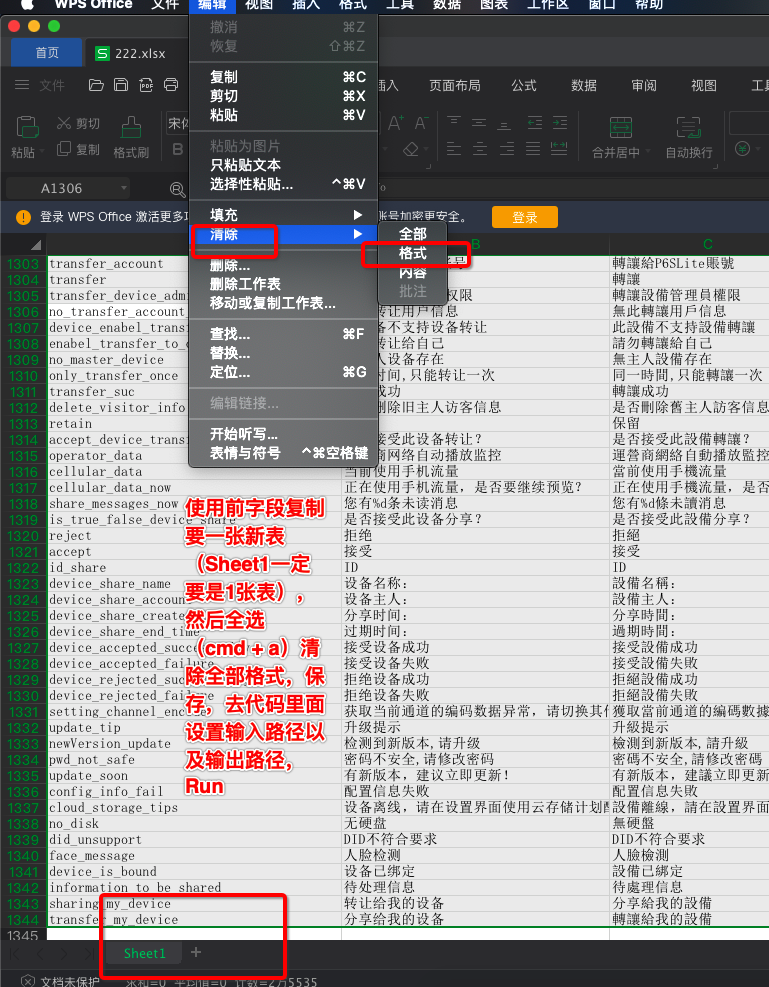 WPS Office 文件 编辑 视图 插入 格式 工具 数据 图表 工作区 窗口 帮助
首页 S 222.xlsx
撤消 ⌘Z
恢复 ⇧⌘Z
复制 ⌘C
剪切 ⌘X
粘贴 ⌘V
粘贴为图片
只粘贴文本
选择性粘贴... ^⌘V
填充
清除
删除...
删除工作表
移动或复制工作表...
查找... ⌘F
替换...
定位... ⌘G
编辑链接...
开始听写...
表情与符号 ^⌘空格键
全部
格式
内容
批注
文件 页面布局 公式 数据 审阅 视图
粘贴 剪切 复制 格式刷 宋体 B A+ A- 合并居中 自动换行
A1306
登录 WPS Office 激活更多 账号加密更安全。 登录
B C
1303 transfer_account 轉讓給P6SLite賬號
1304 transfer 轉讓
1305 transfer_device_admi 权限 轉讓設備管理員權限
1306 no_transfer_account_ 转让用户信息 無此轉讓用戶信息
1307 device_enabel_transf 备不支持设备转让 此設備不支持設備轉讓
1308 enabel_transfer_to_o 转让给自己 請勿轉讓給自己
1309 no_master_device 人设备存在 無主人設備存在
1310 only_transfer_once 时间,只能转让一次 同一時間,只能轉讓一次
1311 transfer_suc 成功 轉讓成功
1312 delete_visitor_info 删除旧主人访客信息 是否刪除舊主人訪客信息
1313 retain 保留
1314 accept_device_transf 接受此设备转让? 是否接受此設備轉讓?
1315 operator_data 商网络自动播放监控 運營商網絡自動播放監控
1316 cellular_data 当前使用手机流量 當前使用手機流量
1317 cellular_data_now 正在使用手机流量, 是否要继续预览? 正在使用手機流量, 是否
1318 share_messages_now 您有%d条未读消息 您有%d條未讀消息
1319 is_true_false_device_share 是否接受此设备分享? 是否接受此設備分享?
1320 reject 拒绝 拒絕
1321 accept 接受 接受
1322 id_share ID ID
1323 device_share_name 设备名称: 設備名稱:
1324 device_share_accoun 设备主人: 設備主人:
1325 device_share_create 分享时间: 分享時間:
1326 device_share_end_time 过期时间: 過期時間:
1327 device_accepted_succe 接受设备成功 接受設備成功
1328 device_accepted_failure 接受设备失败 接受設備失敗
1329 device_rejected_suc 拒绝设备成功 拒絕設備成功
1330 device_rejected_failure 拒绝设备失败 拒絕設備失敗
1331 setting_channel_enc 获取当前通道的编码数据异常, 请切换其他 獲取當前通道的編碼數據
1332 update_tip 升级提示 升級提示
1333 newVersion_update 检测到新版本,请升级 檢測到新版本,請升級
1334 pwd_not_safe 密码不安全,请修改密码 密碼不安全,請修改密碼
1335 update_soon 有新版本, 建议立即更新! 有新版本, 建議立即更新
1336 config_info_fail 配置信息失败 配置信息失敗
1337 cloud_storage_tips 设备离线, 请在设置界面使用云存储计划 設備離線, 請在設置界面
1338 no_disk 无硬盘 無硬盤
1339 did_unsupport DID不符合要求 DID不符合要求
1340 face_message 人脸检测 人臉檢測
1341 device_is_bound 设备已绑定 設備已綁定
1342 information_to_be_shared 待处理信息 待處理信息
1343 sharing_my_device 转让给我的设备 分享給我的設備
1344 transfer_my_device 分享给我的设备 轉讓給我的設備
1345
使用前字段复制
要一张新表
（Sheet1一定
要是1张表），
然后全选
（cmd + a）清
除全部格式，保
存，去代码里面
设置输入路径以
及输出路径，
Run
Sheet1 +
文档未保护 求和=0 平均值=0 计数=2万5535